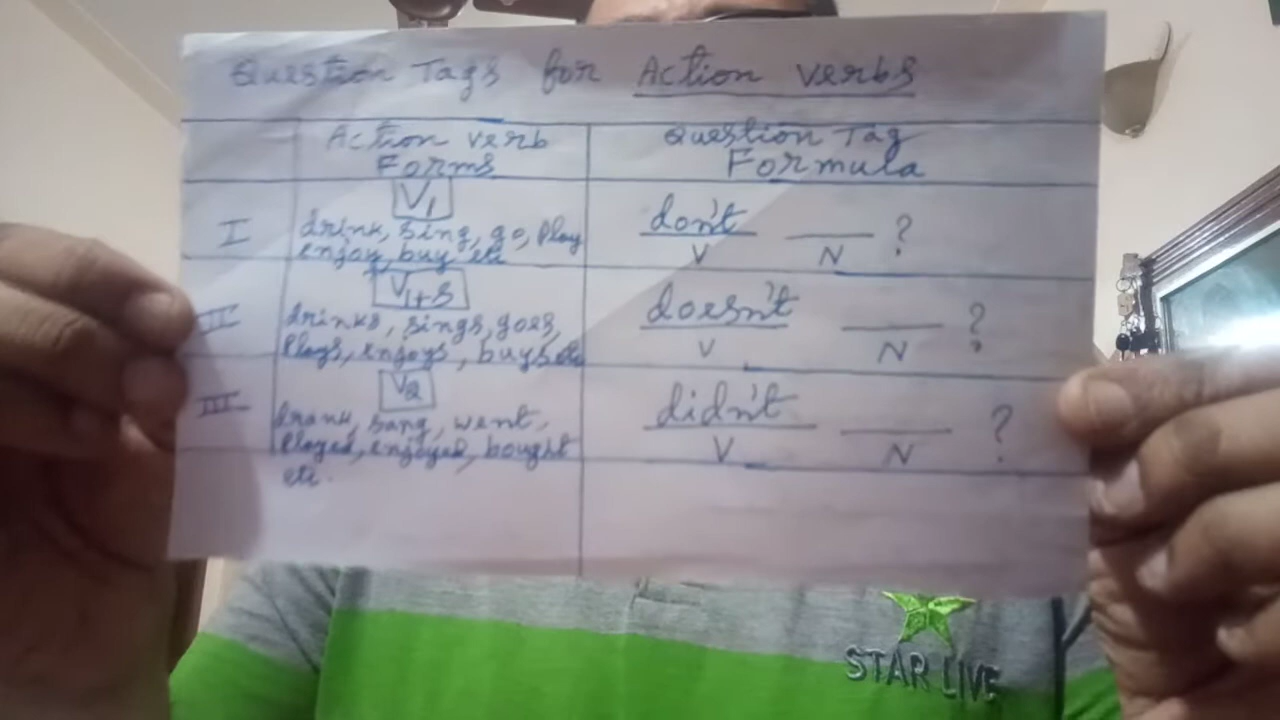 Question Tags for Action verbs
Action verb
Forms
Question Tag
Formula
I
V1
drink, sing, go, Play
enjoy, buy etc
don't ?
V N
II
V1+s
drinks, sings, goes,
Plays, enjoys, buys etc
doesn't ?
V N
III
V2
drank, sang, went,
Played, enjoyed, bought
etc.
didn't ?
V N
STAR LIVE